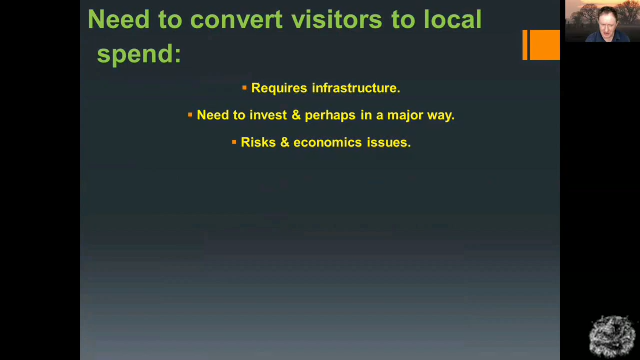 Need to convert visitors to local
spend:
Requires infrastructure.
Need to invest & perhaps in a major way.
Risks & economics issues.